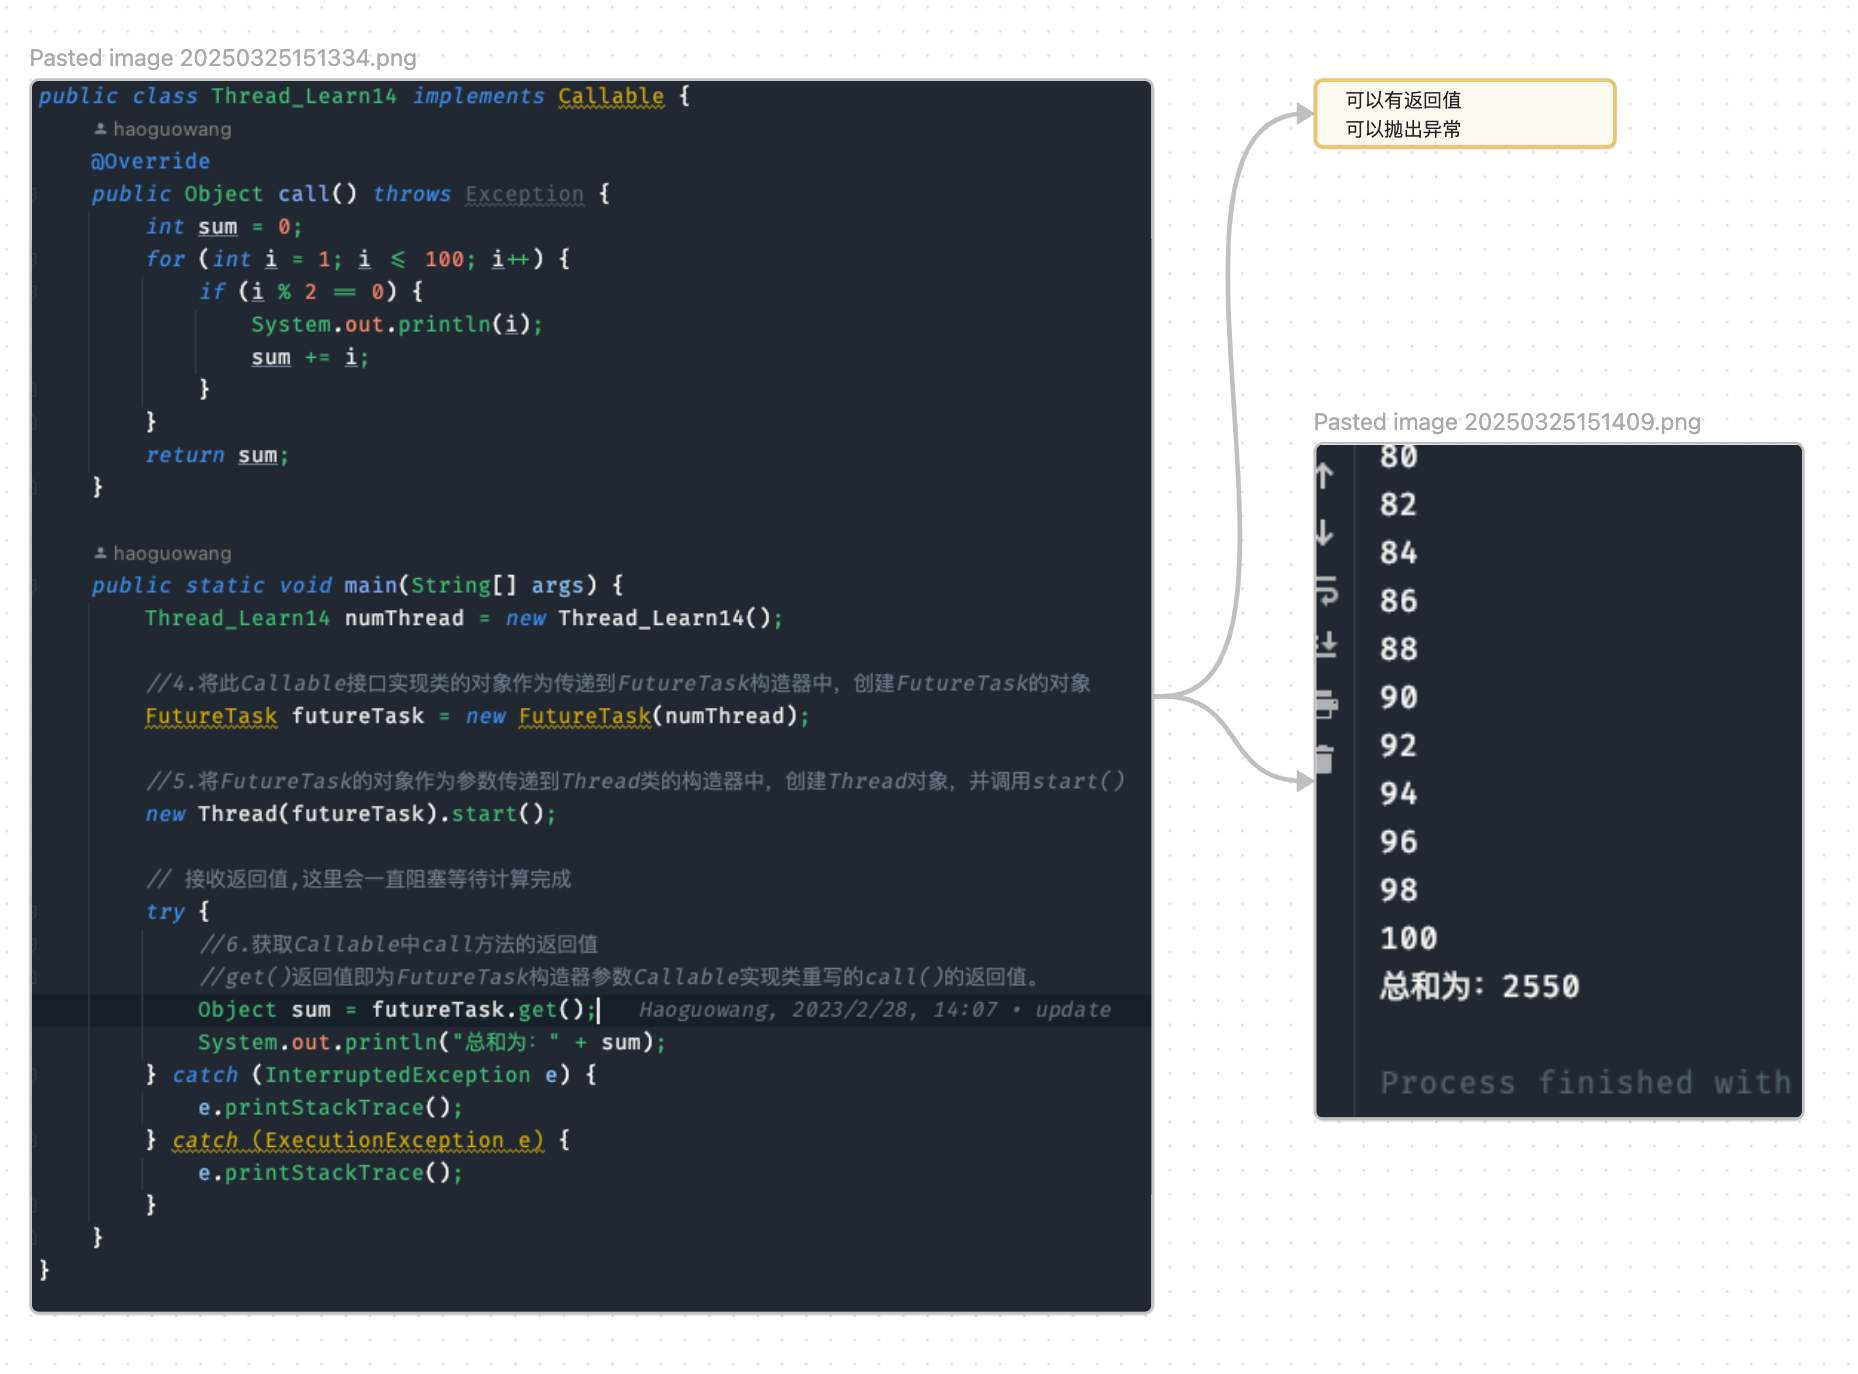 Pasted image 20250325151334.png
public class Thread_Learn14 implements Callable {
haoguowang
@Override
public Object call() throws Exception {
int sum = 0;
for (int i = 1; i <= 100; i++) {
if (i % 2 == 0) {
System.out.println(i);
sum += i;
}
}
return sum;
}
haoguowang
public static void main(String[] args) {
Thread_Learn14 numThread = new Thread_Learn14();
//4.将此Callable接口实现类的对象作为传递到FutureTask构造器中，创建FutureTask的对象
FutureTask futureTask = new FutureTask(numThread);
//5.将FutureTask的对象作为参数传递到Thread类的构造器中，创建Thread对象，并调用start()
new Thread(futureTask).start();
// 接收返回值,这里会一直阻塞等待计算完成
try {
//6.获取Callable中call方法的返回值
//get()返回值即为FutureTask构造器参数Callable实现类重写的call()的返回值。
Object sum = futureTask.get(); Haoguowang, 2023/2/28, 14:07 • update
System.out.println("总和为：" + sum);
} catch (InterruptedException e) {
e.printStackTrace();
} catch (ExecutionException e) {
e.printStackTrace();
}
}
}
可以有返回值
可以抛出异常
Pasted image 20250325151409.png
80
82
84
86
88
90
92
94
96
98
100
总和为：2550
Process finished with